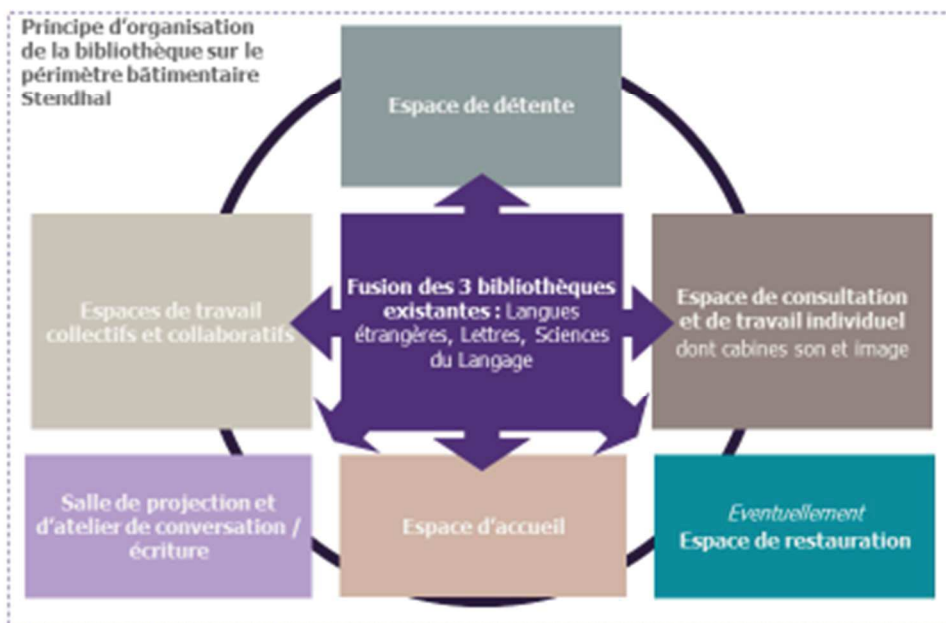 Principe d'organisation
de la bibliothèque sur le
périmètre bâtimentaire
Stendhal
Espace de détente
Espaces de travail
collectifs et collaboratifs
Fusion des 3 bibliothèques
existantes : Langues
étrangères, Lettres, Sciences
du Langage
Espace de consultation
et de travail individuel
dont cabines son et image
Salle de projection et
d'atelier de conversation /
écriture
Espace d'accueil
Eventuellement
Espace de restauration